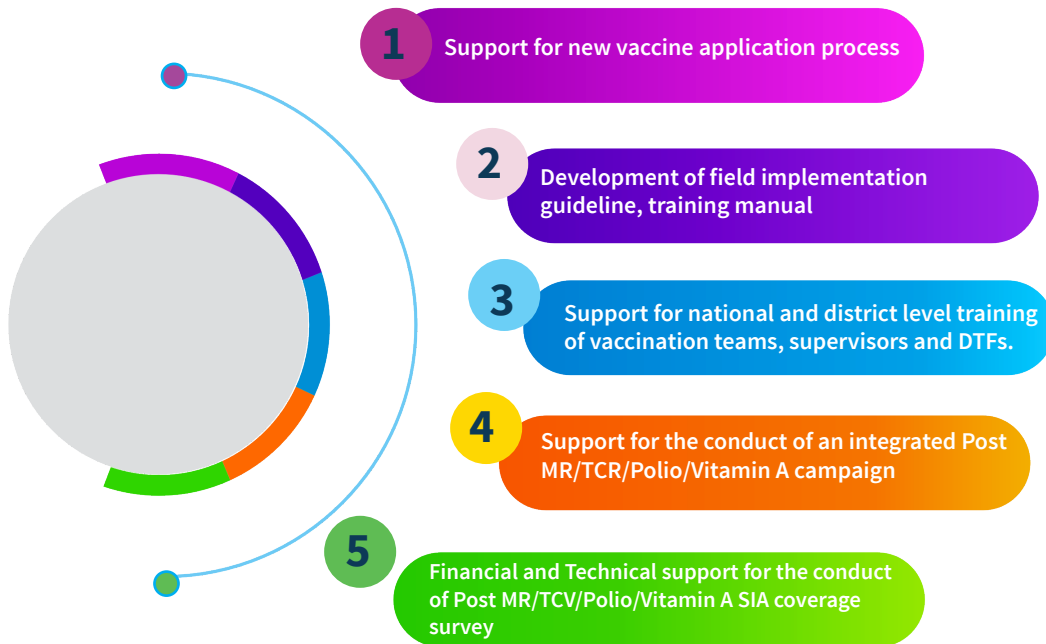 1
Support for new vaccine application process
2
Development of field implementation
guideline, training manual
3
Support for national and district level training
of vaccination teams, supervisors and DTFs.
4
Support for the conduct of an integrated Post
MR/TCR/Polio/Vitamin A campaign
5
Financial and Technical support for the conduct
of Post MR/TCV/Polio/Vitamin A SIA coverage
survey